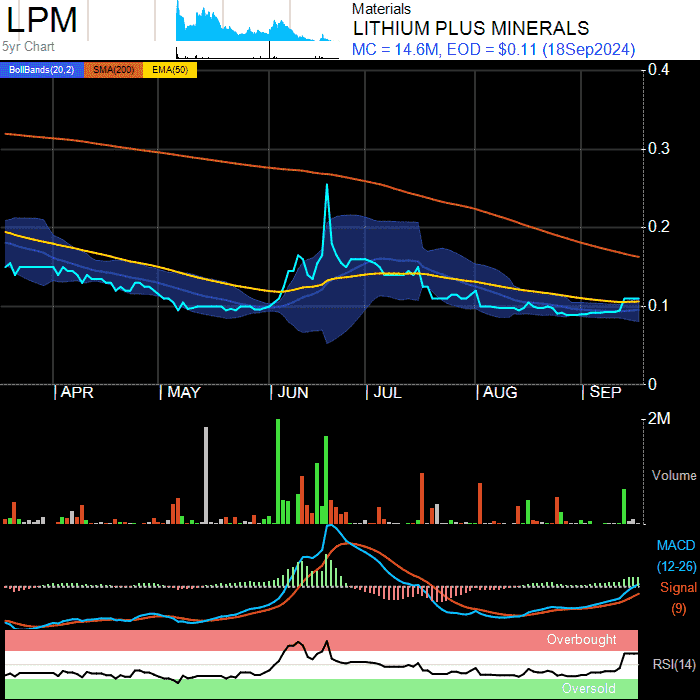 LPM
5yr Chart
Materials
LITHIUM PLUS MINERALS
MC = 14.6M, EOD = $0.11 (18Sep2024)
BollBands(20,2) SMA(200) EMA(50)
0.4
0.3
0.2
0.1
0
APR MAY JUN JUL AUG SEP
2M
Volume
MACD
(12-26)
Signal
(9)
Overbought
RSI(14)
Oversold